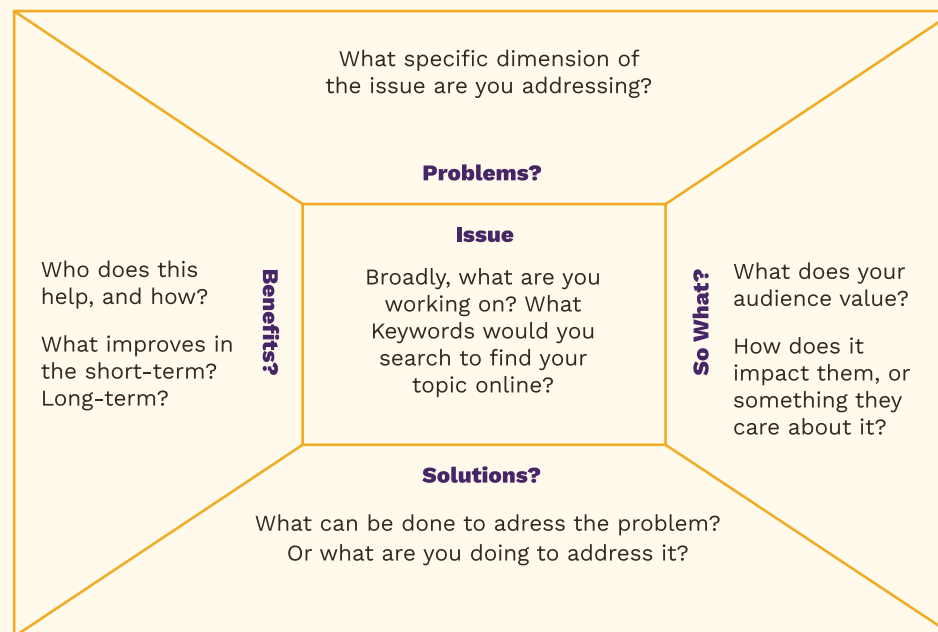 What specific dimension of
the issue are you addressing?
Problems?
Issue
Broadly, what are you
working on? What
Keywords would you
search to find your
topic online?
Benefits?
Who does this
help, and how?
What improves in
the short-term?
Long-term?
So What?
What does your
audience value?
How does it
impact them, or
something they
care about it?
Solutions?
What can be done to adress the problem?
Or what are you doing to address it?